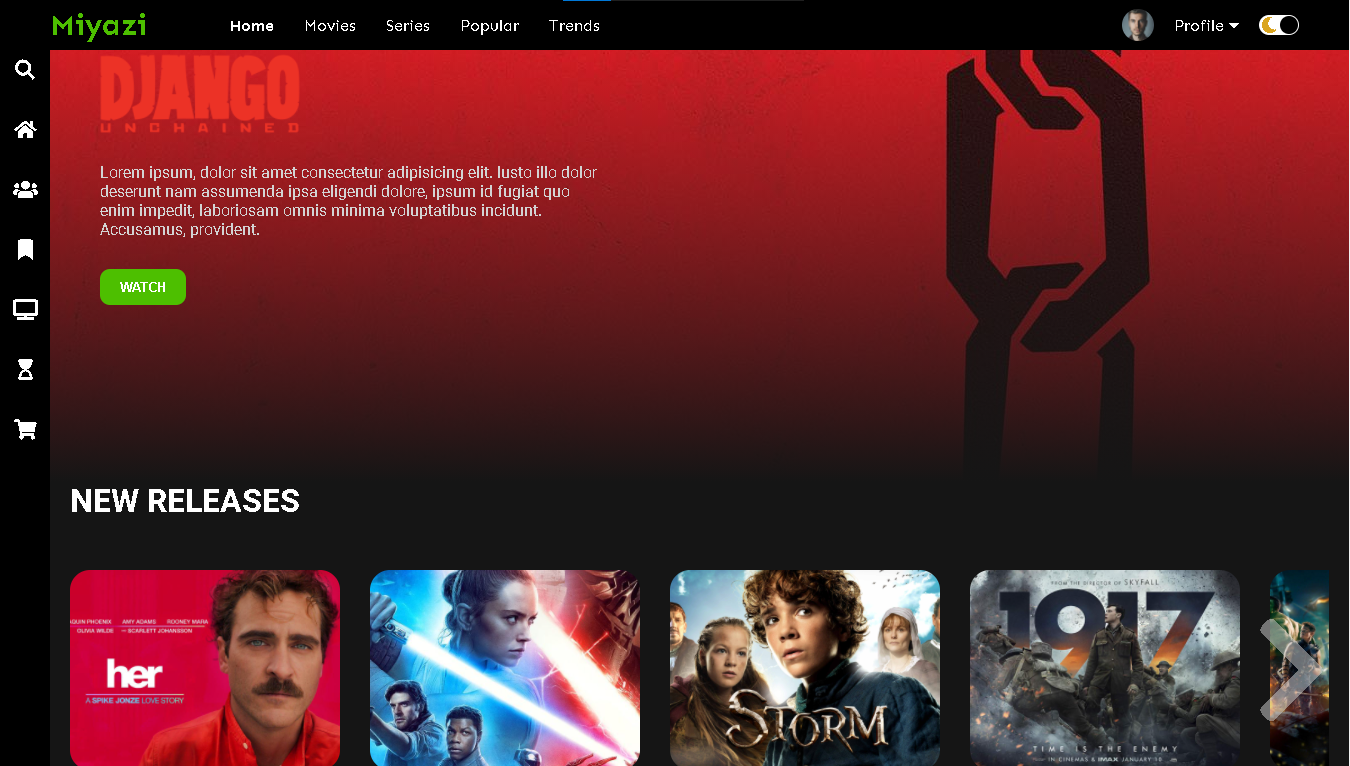 Miyazi
Home
Movies
Series
Popular
Trends
Profile
DJANGO
UNCHAINED
Lorem ipsum, dolor sit amet consectetur adipisicing elit. Iusto illo dolor
deserunt nam assumenda ipsa eligendi dolore, ipsum id fugiat quo
enim impedit, laboriosam omnis minima voluptatibus incidunt.
Accusamus, provident.
WATCH
NEW RELEASES
AQUIN PHOENIX AMY ADAMS ROONEY MARA
OLIVIA WILDE AND SCARLETT JOHANSSON
her
A SPIKE JONZE LOVE STORY
STORM
FROM THE DIRECTOR OF SKYFALL
1917
TIME IS THE ENEMY
IN CINEMAS & IMAX JANUARY 10